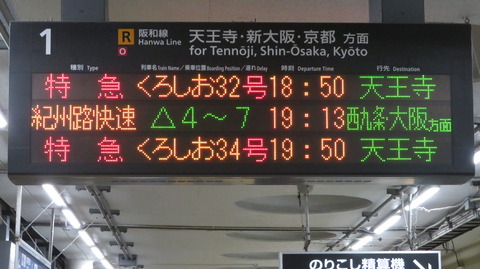 1 R 阪和線 天王寺・新大阪・京都 方面
Hanwa Line for Tennōji, Shin-Ōsaka, Kyōto
種別 Type 列車名 Train Name / 乗車位置 Boarding Position / 遅れ Delay 時刻 Departure Time 行先 Destination
特急 くろしお32号 18:50 天王寺
紀州路快速 △4～7 19:13 西九条・大阪方面
特急 くろしお34号 19:50 天王寺
のりこし精算機